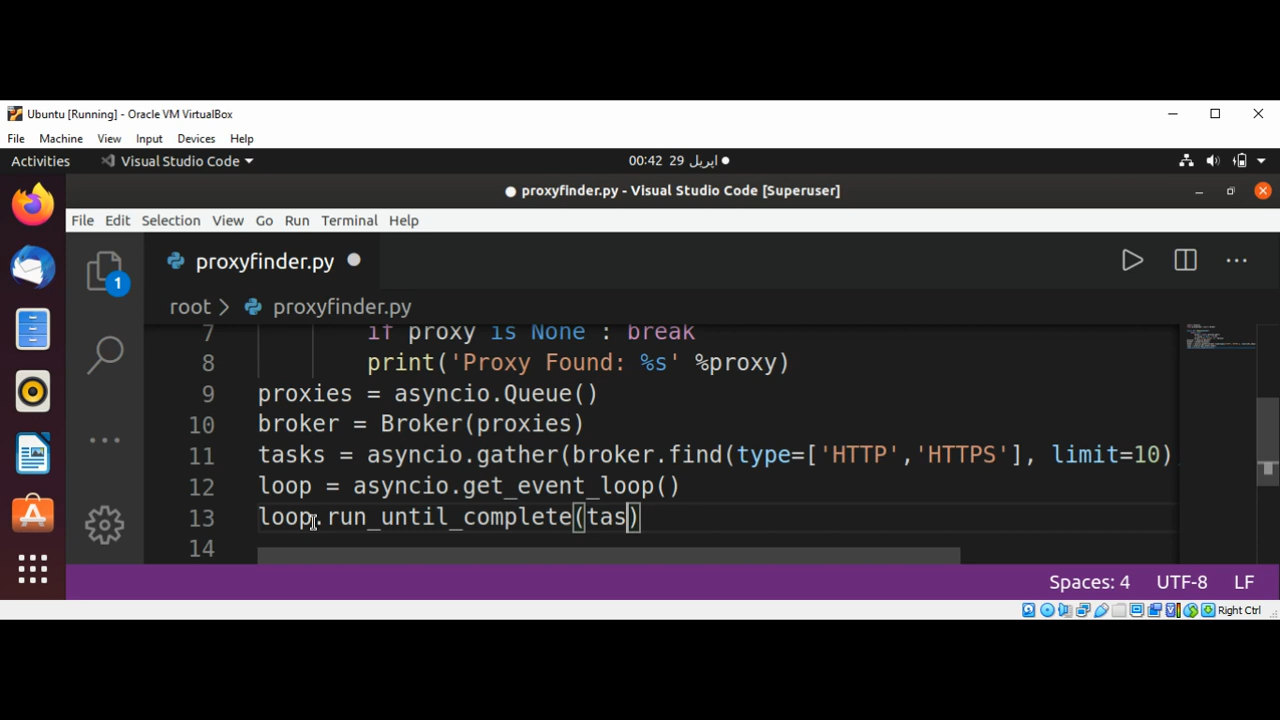 Ubuntu [Running] - Oracle VM VirtualBox
File Machine View Input Devices Help
Activities Visual Studio Code 00:42 29 اپریل
proxyfinder.py - Visual Studio Code [Superuser]
File Edit Selection View Go Run Terminal Help
1 proxyfinder.py
root > proxyfinder.py
7 if proxy is None : break
8 print('Proxy Found: %s' %proxy)
9 proxies = asyncio.Queue()
10 broker = Broker(proxies)
11 tasks = asyncio.gather(broker.find(type=['HTTP','HTTPS'], limit=10)
12 loop = asyncio.get_event_loop()
13 loop.run_until_complete(tas)
14
Spaces: 4 UTF-8 LF
Right Ctrl